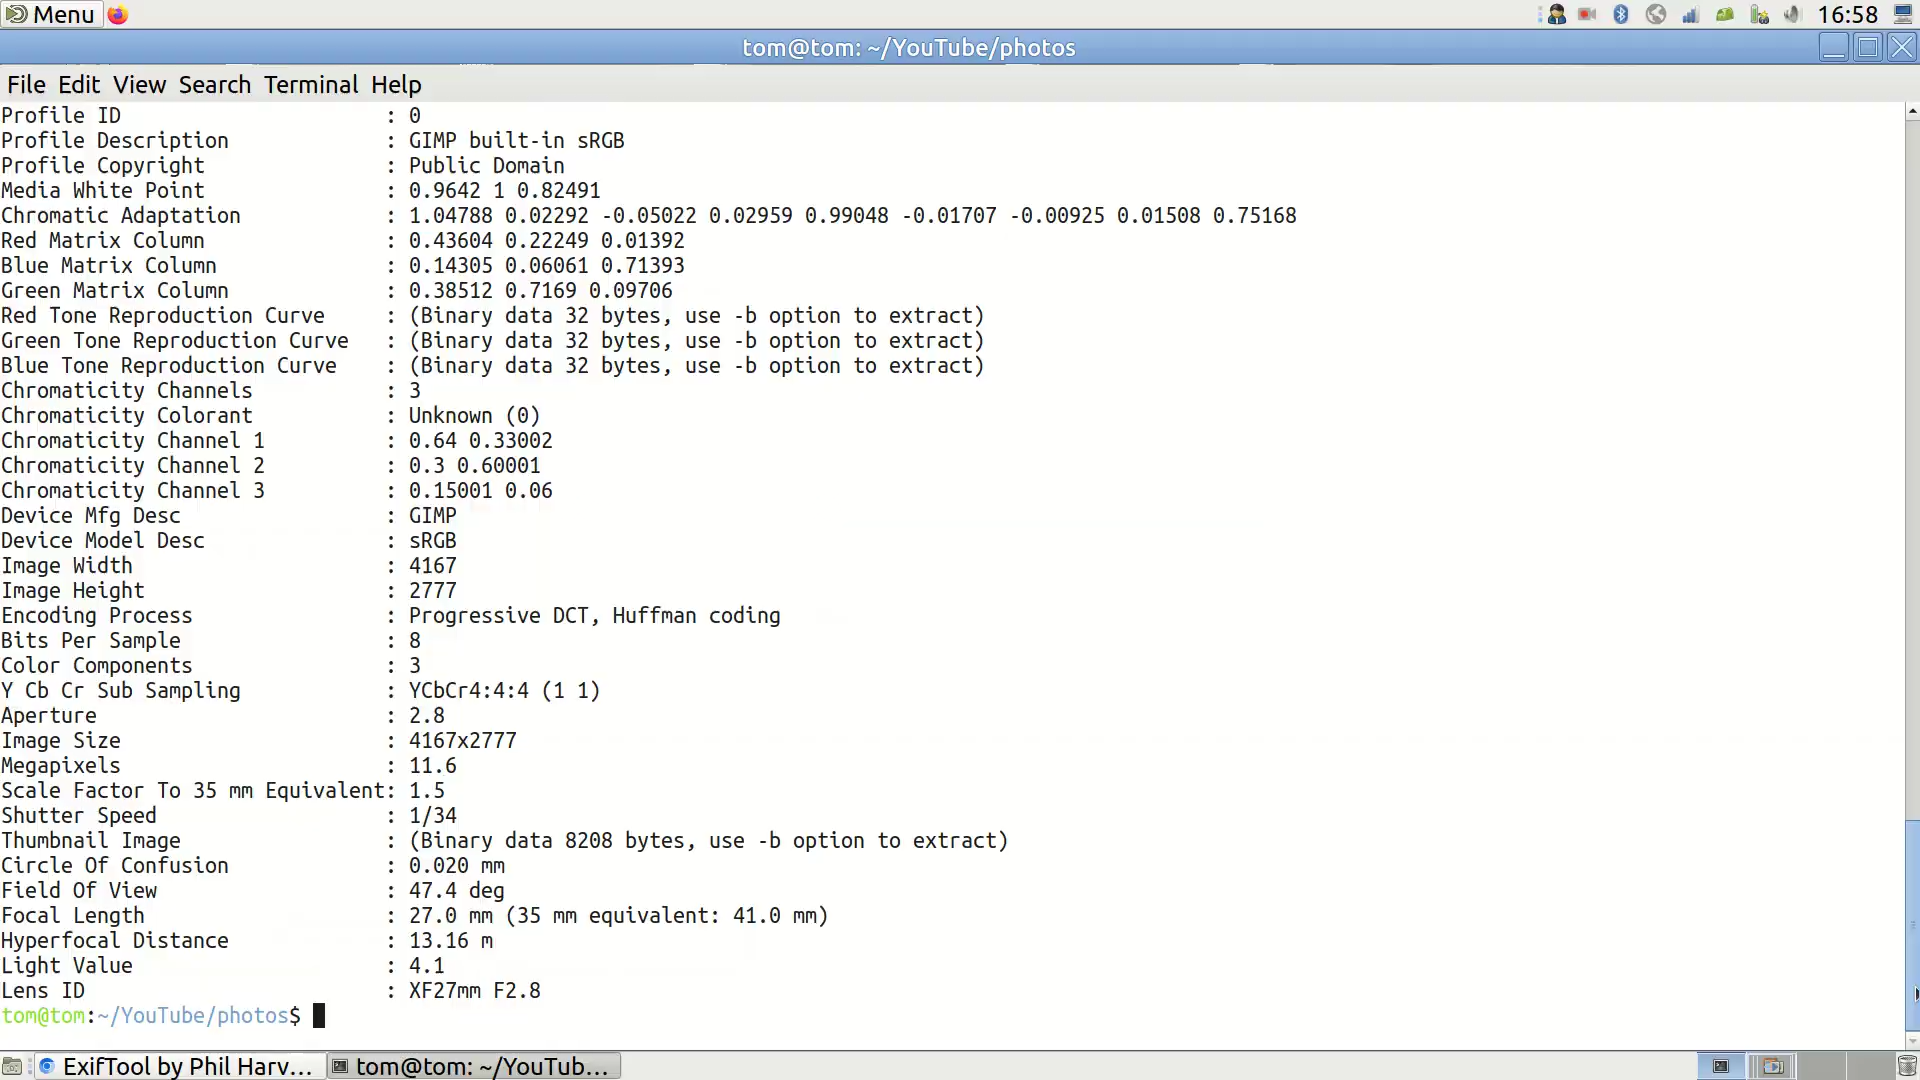 Menu 16:58
tom@tom: ~/YouTube/photos
File Edit View Search Terminal Help
Profile ID : 0
Profile Description : GIMP built-in sRGB
Profile Copyright : Public Domain
Media White Point : 0.9642 1 0.82491
Chromatic Adaptation : 1.04788 0.02292 -0.05022 0.02959 0.99048 -0.01707 -0.00925 0.01508 0.75168
Red Matrix Column : 0.43604 0.22249 0.01392
Blue Matrix Column : 0.14305 0.06061 0.71393
Green Matrix Column : 0.38512 0.7169 0.09706
Red Tone Reproduction Curve : (Binary data 32 bytes, use -b option to extract)
Green Tone Reproduction Curve : (Binary data 32 bytes, use -b option to extract)
Blue Tone Reproduction Curve : (Binary data 32 bytes, use -b option to extract)
Chromaticity Channels : 3
Chromaticity Colorant : Unknown (0)
Chromaticity Channel 1 : 0.64 0.33002
Chromaticity Channel 2 : 0.3 0.60001
Chromaticity Channel 3 : 0.15001 0.06
Device Mfg Desc : GIMP
Device Model Desc : sRGB
Image Width : 4167
Image Height : 2777
Encoding Process : Progressive DCT, Huffman coding
Bits Per Sample : 8
Color Components : 3
Y Cb Cr Sub Sampling : YCbCr4:4:4 (1 1)
Aperture : 2.8
Image Size : 4167x2777
Megapixels : 11.6
Scale Factor To 35 mm Equivalent: 1.5
Shutter Speed : 1/34
Thumbnail Image : (Binary data 8208 bytes, use -b option to extract)
Circle Of Confusion : 0.020 mm
Field Of View : 47.4 deg
Focal Length : 27.0 mm (35 mm equivalent: 41.0 mm)
Hyperfocal Distance : 13.16 m
Light Value : 4.1
Lens ID : XF27mm F2.8
tom@tom:~/YouTube/photos$
ExifTool by Phil Harv... tom@tom: ~/YouTub...